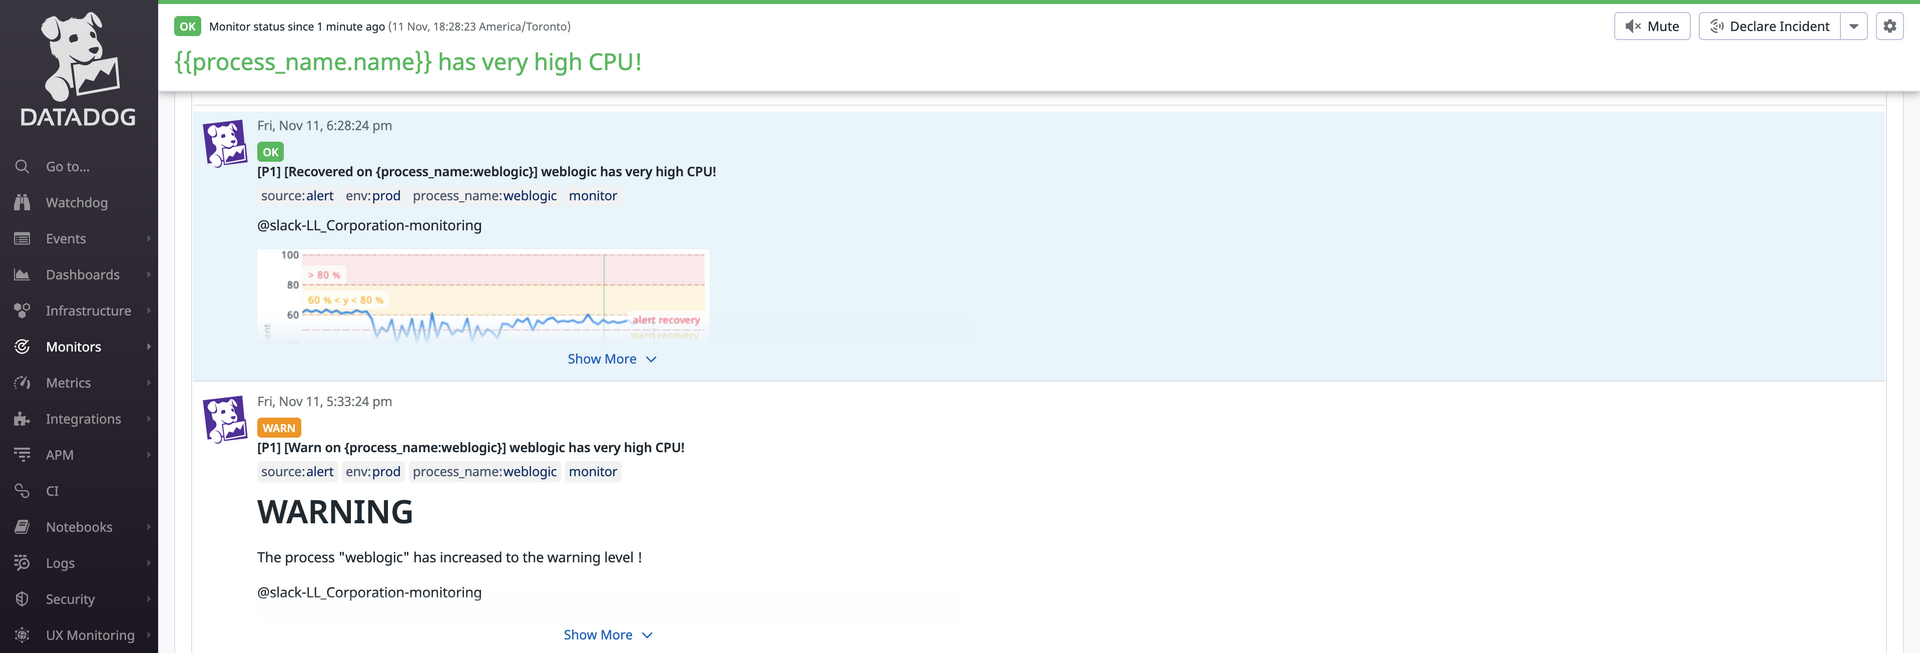 DATADOG
Go to...
Watchdog
Events
Dashboards
Infrastructure
Monitors
Metrics
Integrations
APM
CI
Notebooks
Logs
Security
UX Monitoring
OK Monitor status since 1 minute ago (11 Nov, 18:28:23 America/Toronto)
Mute
Declare Incident
{{process_name.name}} has very high CPU!
Fri, Nov 11, 6:28:24 pm
OK
[P1] [Recovered on {process_name:weblogic}] weblogic has very high CPU!
source:alert env:prod process_name:weblogic monitor
@slack-LL_Corporation-monitoring
100
> 80 %
80
60 % < y < 80 %
60
alert recovery
warn recovery
Show More
Fri, Nov 11, 5:33:24 pm
WARN
[P1] [Warn on {process_name:weblogic}] weblogic has very high CPU!
source:alert env:prod process_name:weblogic monitor
WARNING
The process "weblogic" has increased to the warning level !
@slack-LL_Corporation-monitoring
Show More